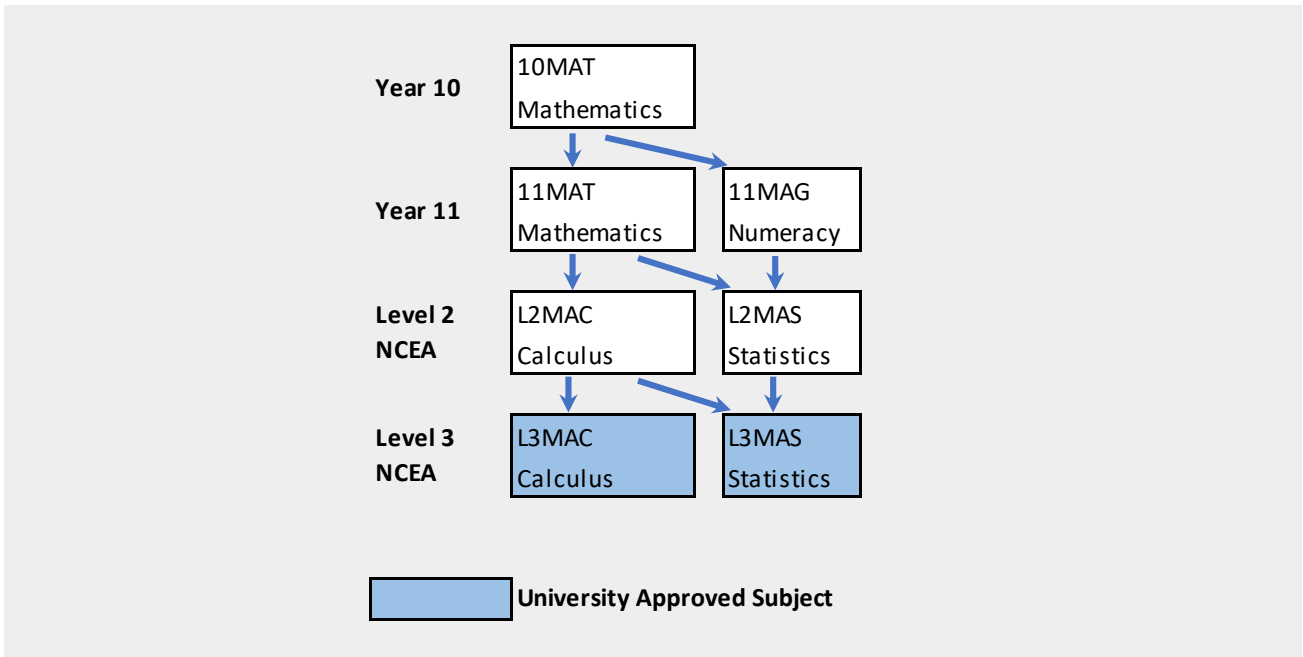 Year 10
10MAT
Mathematics
Year 11
11MAT
Mathematics
11MAG
Numeracy
Level 2
NCEA
L2MAC
Calculus
L2MAS
Statistics
Level 3
NCEA
L3MAC
Calculus
L3MAS
Statistics
University Approved Subject